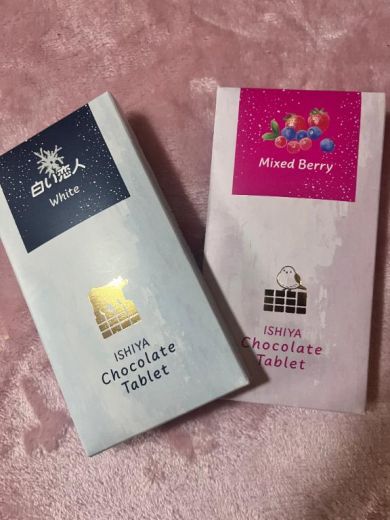 白い恋人
White
ISHIYA
Chocolate
Tablet
Mixed Berry
ISHIYA
Chocolate
Tablet